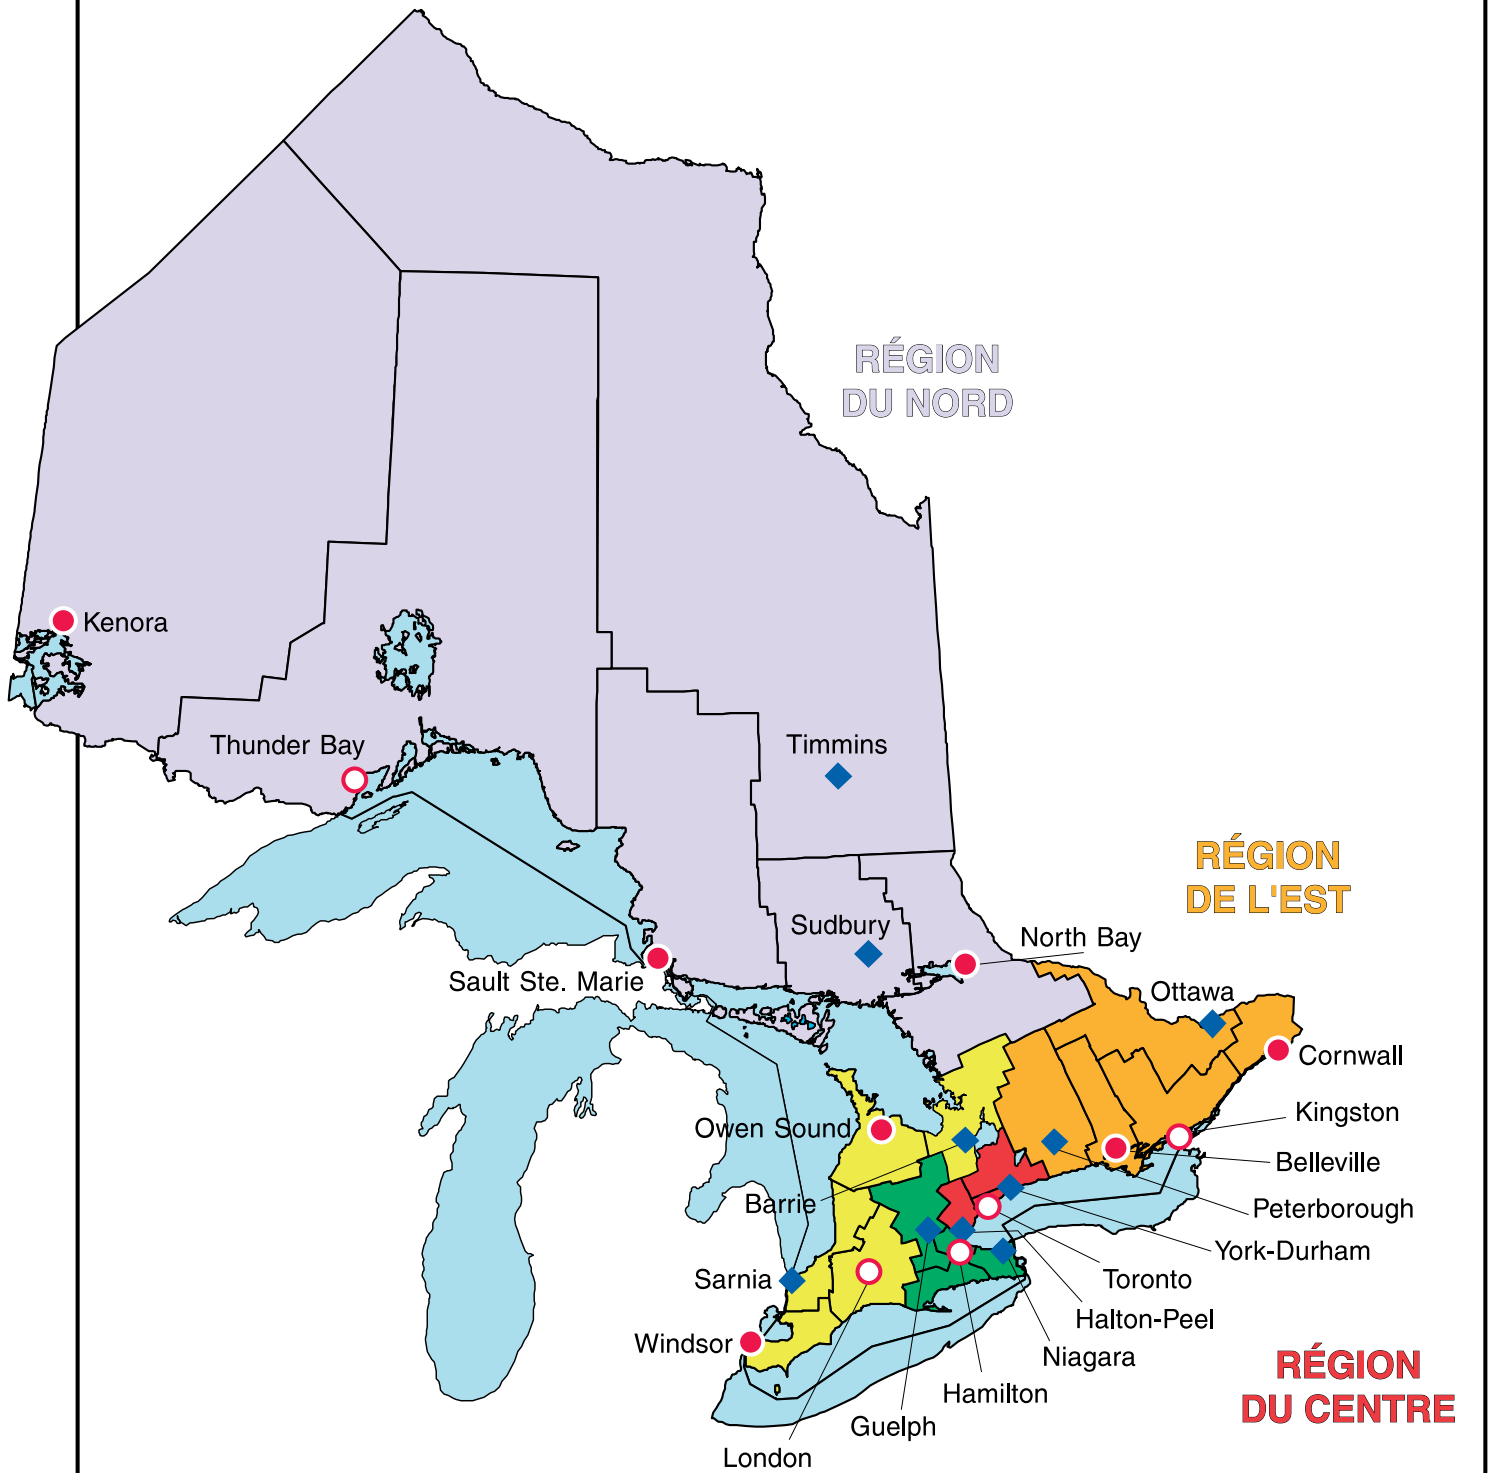 RÉGION
DU NORD
Kenora
Thunder Bay
Timmins
RÉGION
DE L'EST
Sudbury
North Bay
Sault Ste. Marie
Ottawa
Cornwall
Kingston
Owen Sound
Belleville
Barrie
Peterborough
York-Durham
Sarnia
Toronto
Halton-Peel
Windsor
Niagara
RÉGION
DU CENTRE
Hamilton
Guelph
London